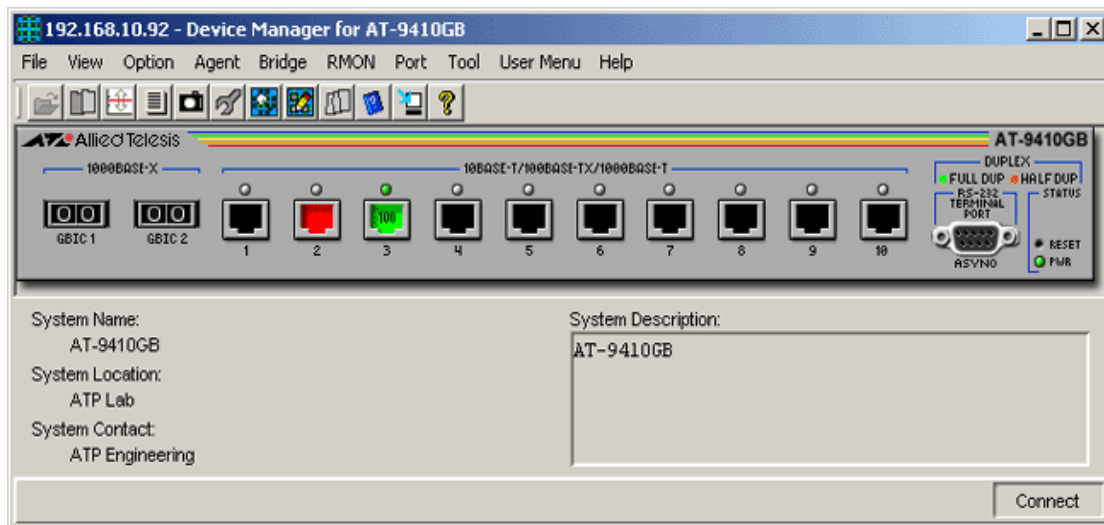 192.168.10.92 - Device Manager for AT-9410GB
File View Option Agent Bridge RMON Port Tool User Menu Help
Allied Telesis
AT-9410GB
1000BASE-X
10BASE-T/100BASE-TX/1000BASE-T
DUPLEX
FULL DUP HALF DUP
RS-232
TERMINAL
PORT
STATUS
100
GBIC 1 GBIC 2
1 2 3 4 5 6 7 8 9 10
ASYN0
RESET
PWR
System Name:
AT-9410GB
System Location:
ATP Lab
System Contact:
ATP Engineering
System Description:
AT-9410GB
Connect